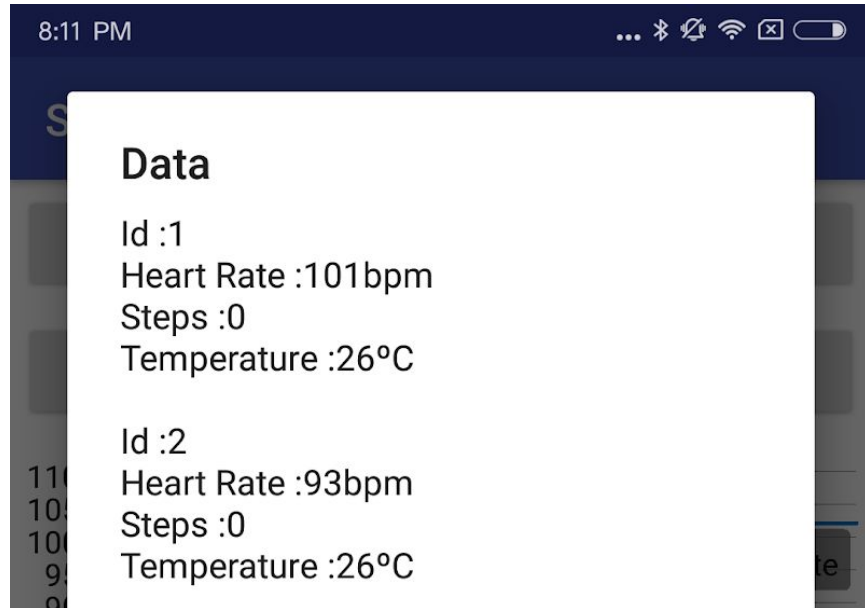 8:11 PM
S
Data
Id :1
Heart Rate :101bpm
Steps :0
Temperature :26ºC
Id :2
Heart Rate :93bpm
Steps :0
Temperature :26ºC